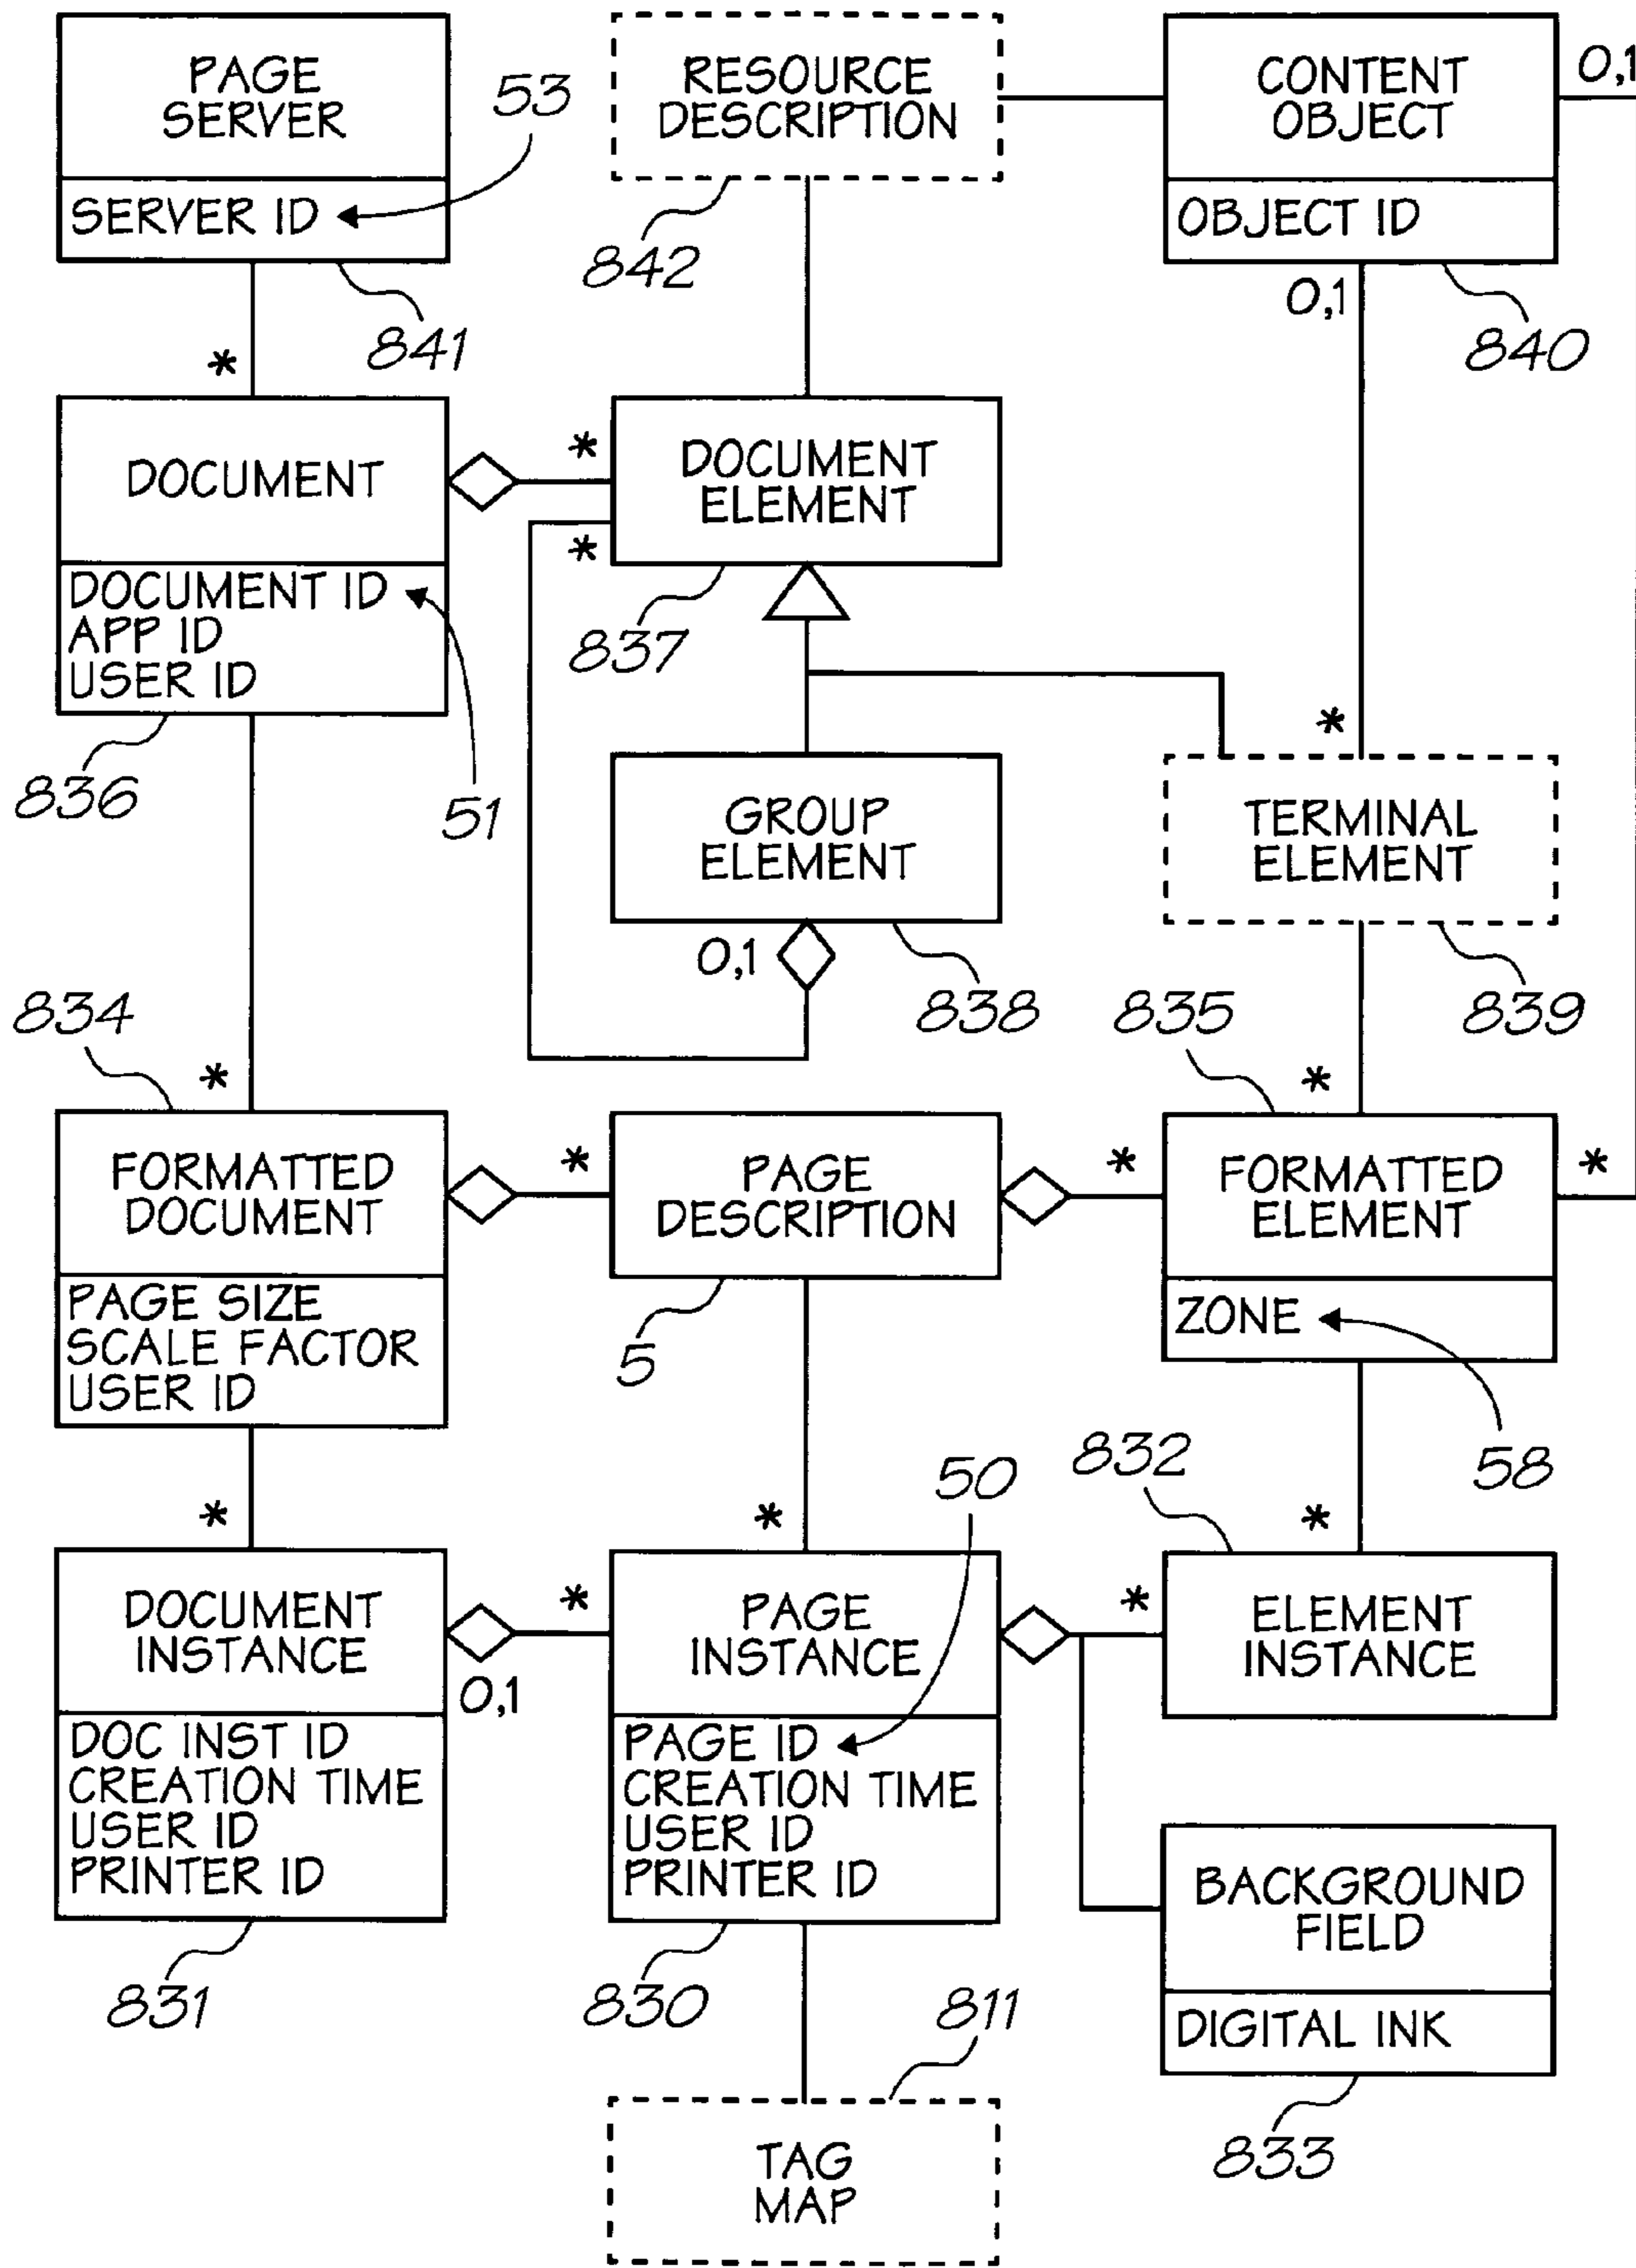 PAGE
SERVER
SERVER ID
53
841
RESOURCE
DESCRIPTION
842
CONTENT
OBJECT
OBJECT ID
0,1
0,1
840
*
DOCUMENT
DOCUMENT ID
APP ID
USER ID
836
51
*
*
DOCUMENT
ELEMENT
837
GROUP
ELEMENT
0,1
838
*
TERMINAL
ELEMENT
839
834
*
FORMATTED
DOCUMENT
PAGE SIZE
SCALE FACTOR
USER ID
*
PAGE
DESCRIPTION
5
835
*
*
*
FORMATTED
ELEMENT
ZONE
58
*
DOCUMENT
INSTANCE
0,1
DOC INST ID
CREATION TIME
USER ID
PRINTER ID
831
*
*
50
PAGE
INSTANCE
PAGE ID
CREATION TIME
USER ID
PRINTER ID
830
832
*
*
ELEMENT
INSTANCE
BACKGROUND
FIELD
DIGITAL INK
833
811
TAG
MAP